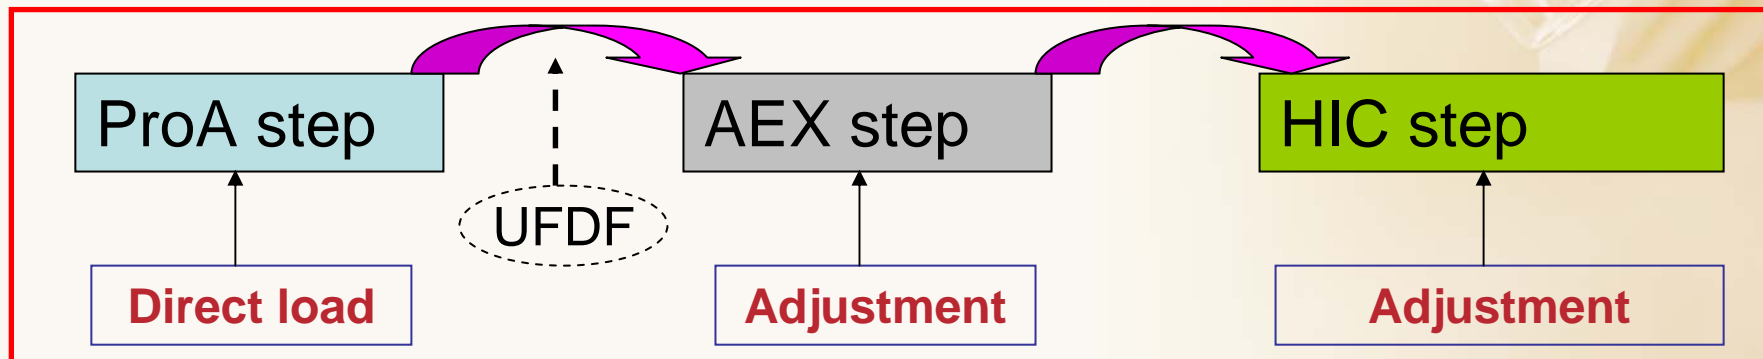 ProA step
AEX step
HIC step
UFDF
Direct load
Adjustment
Adjustment